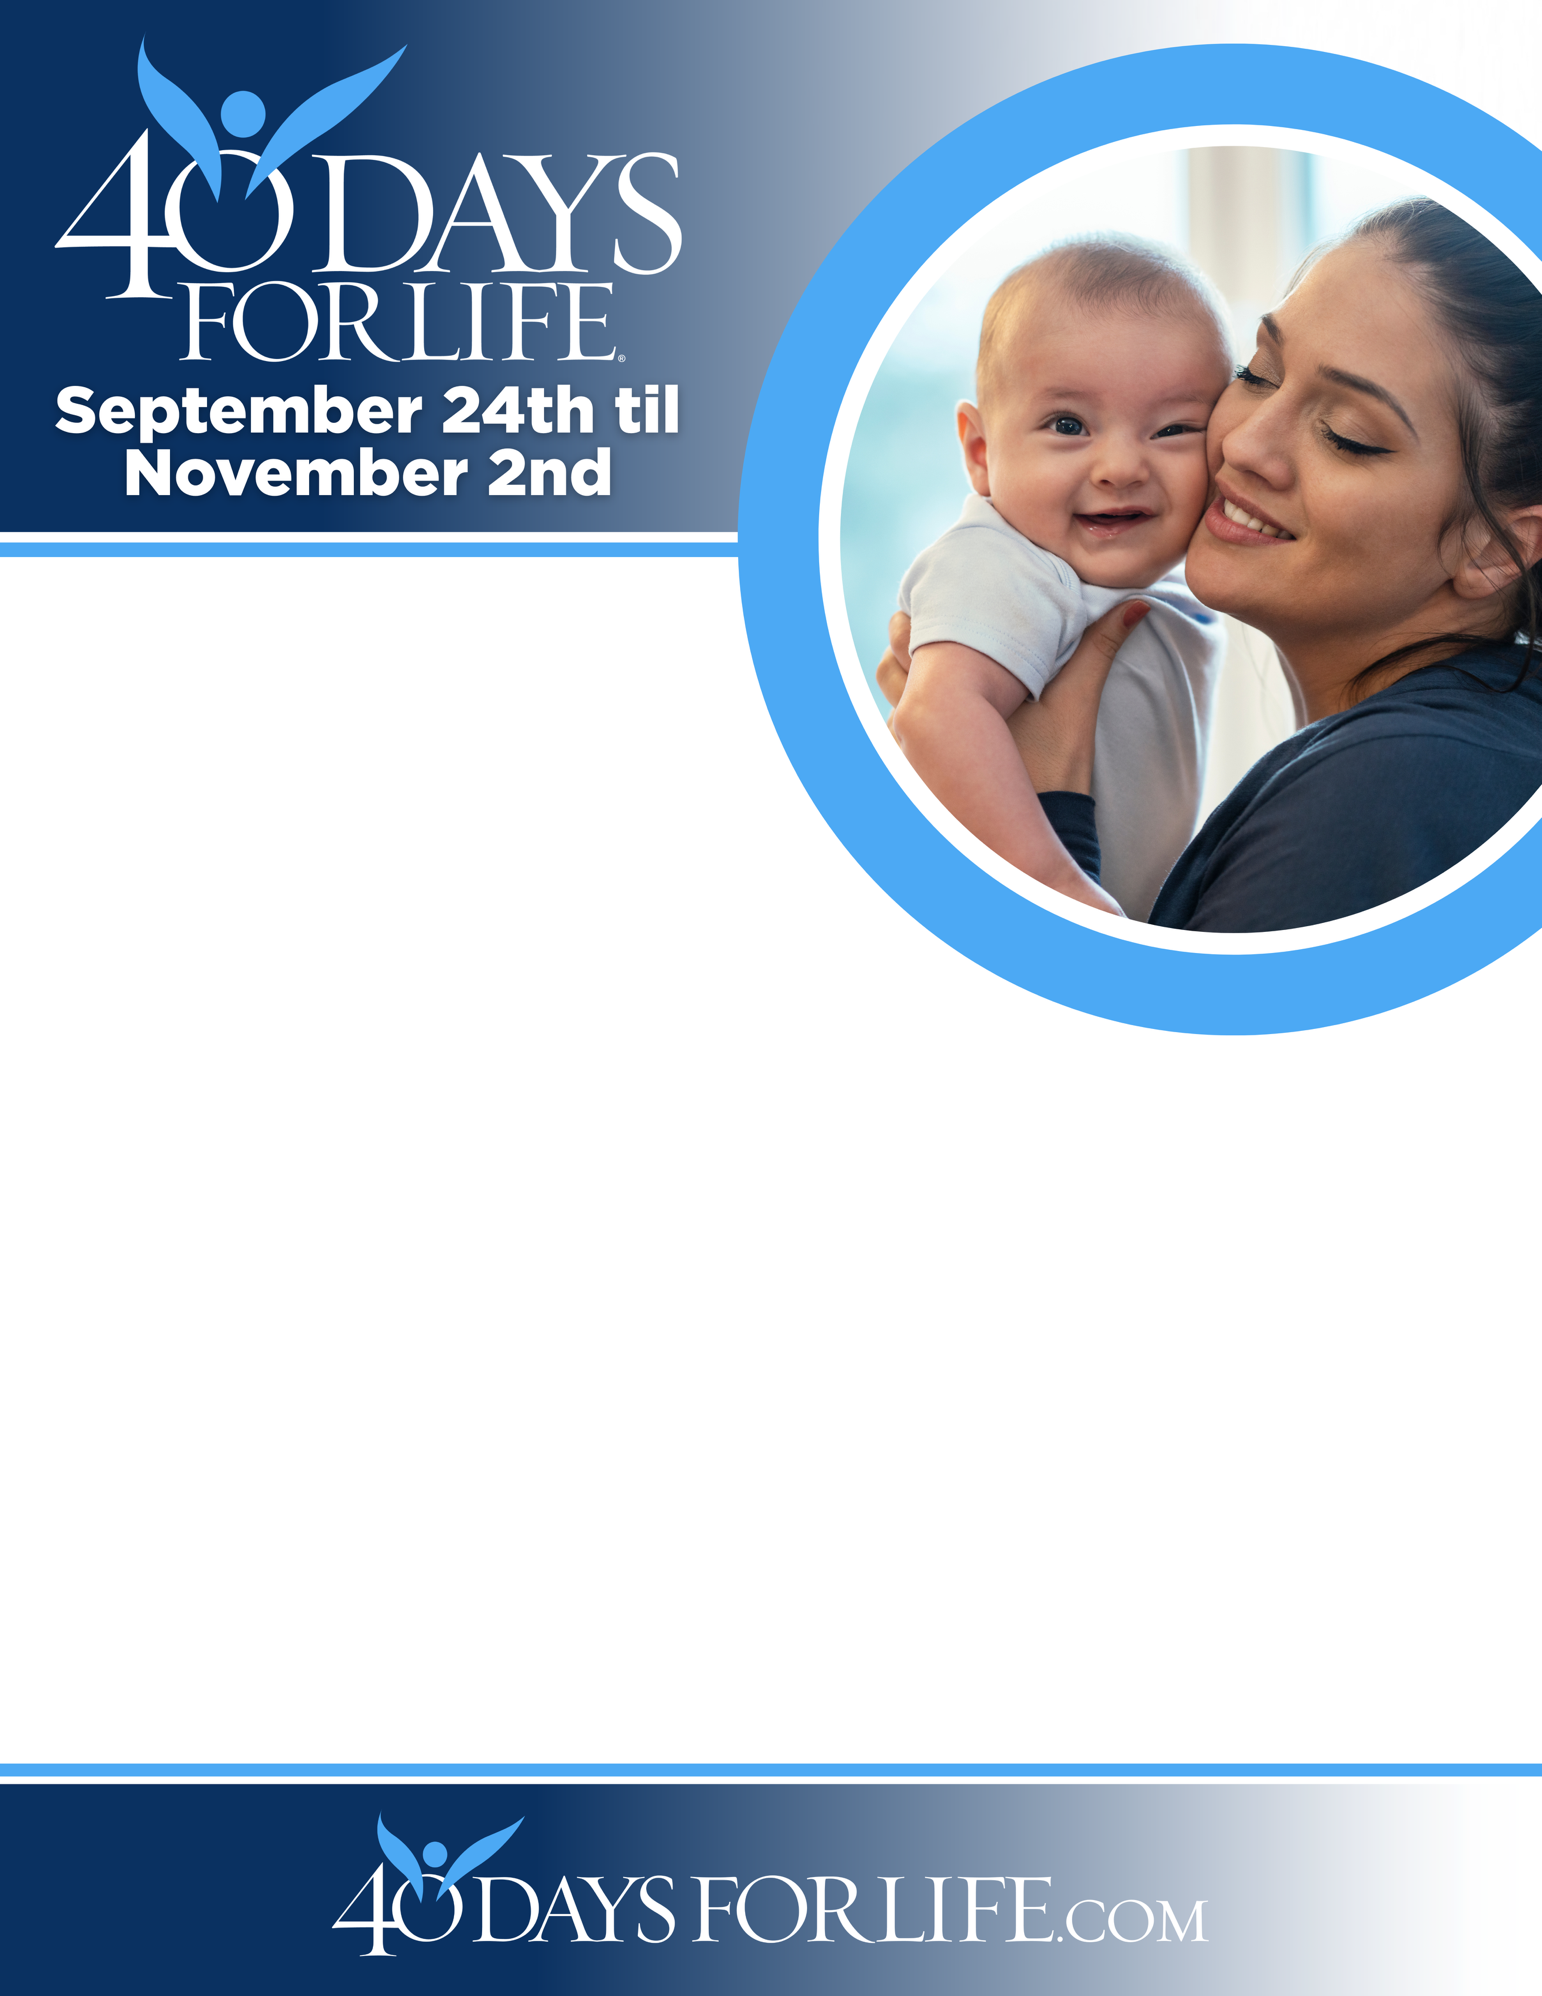 40 DAYS
FOR LIFE®
September 24th til
November 2nd
40 DAYS FOR LIFE.COM